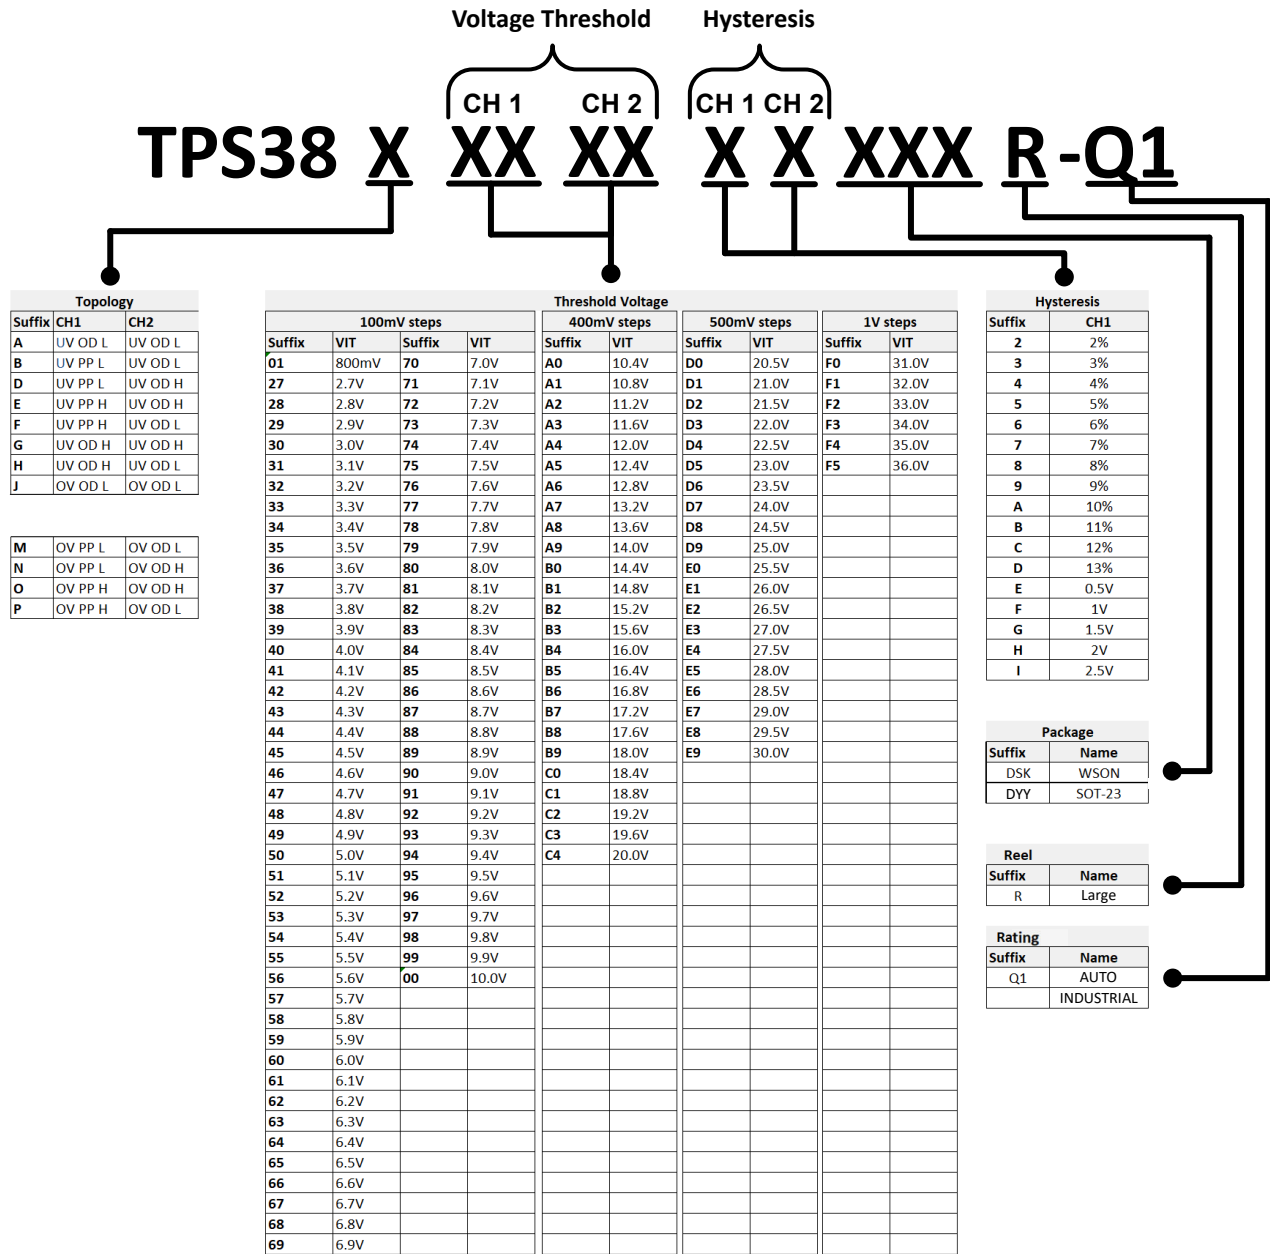 Voltage Threshold Hysteresis
CH 1 CH 2 CH 1 CH 2
TPS38 X XX XX X X XXX R -Q1
Topology
Suffix CH1 CH2
A UV OD L UV OD L
B UV PP L UV OD L
D UV PP L UV OD H
E UV PP H UV OD H
F UV PP H UV OD L
G UV OD H UV OD H
H UV OD H UV OD L
J OV OD L OV OD L
M OV PP L OV OD L
N OV PP L OV OD H
O OV PP H OV OD H
P OV PP H OV OD L
Threshold Voltage
100mV steps 400mV steps 500mV steps 1V steps
Suffix VIT Suffix VIT Suffix VIT Suffix VIT Suffix VIT
01 800mV 70 7.0V A0 10.4V D0 20.5V F0 31.0V
27 2.7V 71 7.1V A1 10.8V D1 21.0V F1 32.0V
28 2.8V 72 7.2V A2 11.2V D2 21.5V F2 33.0V
29 2.9V 73 7.3V A3 11.6V D3 22.0V F3 34.0V
30 3.0V 74 7.4V A4 12.0V D4 22.5V F4 35.0V
31 3.1V 75 7.5V A5 12.4V D5 23.0V F5 36.0V
32 3.2V 76 7.6V A6 12.8V D6 23.5V
33 3.3V 77 7.7V A7 13.2V D7 24.0V
34 3.4V 78 7.8V A8 13.6V D8 24.5V
35 3.5V 79 7.9V A9 14.0V D9 25.0V
36 3.6V 80 8.0V B0 14.4V E0 25.5V
37 3.7V 81 8.1V B1 14.8V E1 26.0V
38 3.8V 82 8.2V B2 15.2V E2 26.5V
39 3.9V 83 8.3V B3 15.6V E3 27.0V
40 4.0V 84 8.4V B4 16.0V E4 27.5V
41 4.1V 85 8.5V B5 16.4V E5 28.0V
42 4.2V 86 8.6V B6 16.8V E6 28.5V
43 4.3V 87 8.7V B7 17.2V E7 29.0V
44 4.4V 88 8.8V B8 17.6V E8 29.5V
45 4.5V 89 8.9V B9 18.0V E9 30.0V
46 4.6V 90 9.0V C0 18.4V
47 4.7V 91 9.1V C1 18.8V
48 4.8V 92 9.2V C2 19.2V
49 4.9V 93 9.3V C3 19.6V
50 5.0V 94 9.4V C4 20.0V
51 5.1V 95 9.5V
52 5.2V 96 9.6V
53 5.3V 97 9.7V
54 5.4V 98 9.8V
55 5.5V 99 9.9V
56 5.6V 00 10.0V
57 5.7V
58 5.8V
59 5.9V
60 6.0V
61 6.1V
62 6.2V
63 6.3V
64 6.4V
65 6.5V
66 6.6V
67 6.7V
68 6.8V
69 6.9V
Hysteresis
Suffix CH1
2 2%
3 3%
4 4%
5 5%
6 6%
7 7%
8 8%
9 9%
A 10%
B 11%
C 12%
D 13%
E 0.5V
F 1V
G 1.5V
H 2V
I 2.5V
Package
Suffix Name
DSK WSON
DYY SOT-23
Reel
Suffix Name
R Large
Rating
Suffix Name
Q1 AUTO
INDUSTRIAL